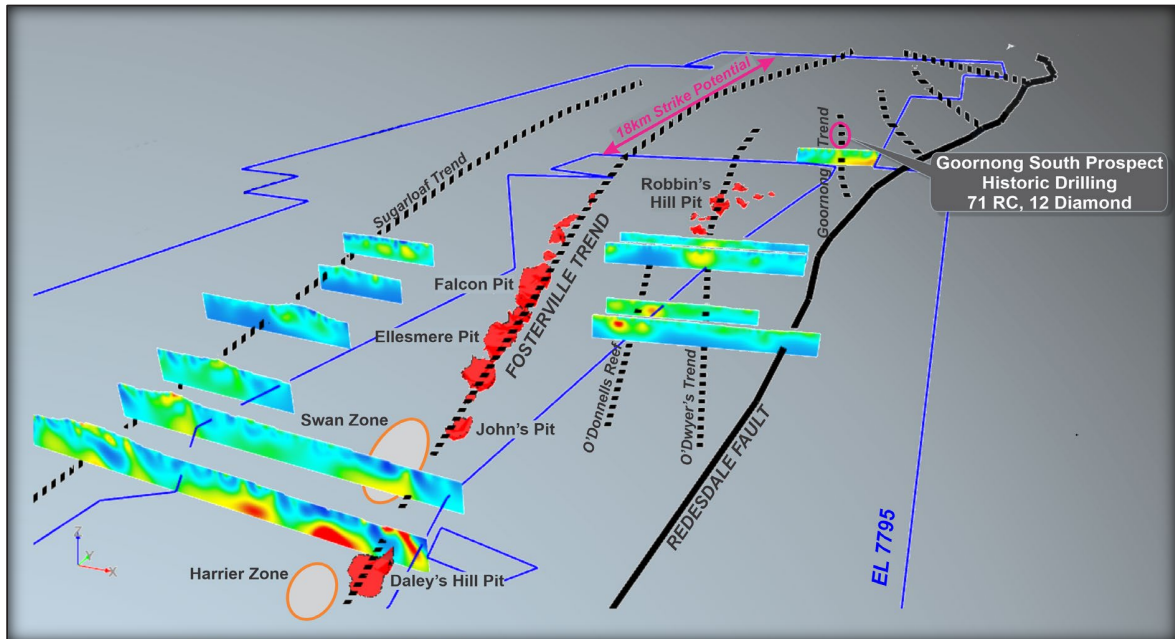 18km Strike Potential
Sugarloaf Trend
Goornong Trend
Goornong South Prospect
Historic Drilling
71 RC, 12 Diamond
Robbin's
Hill Pit
Falcon Pit
FOSTERVILLE TREND
Ellesmere Pit
O'Donnells Reef
O'Dwyer's Trend
Swan Zone
John's Pit
REDESDALE FAULT
EL 7795
Z
Y
X
Harrier Zone
Daley's Hill Pit